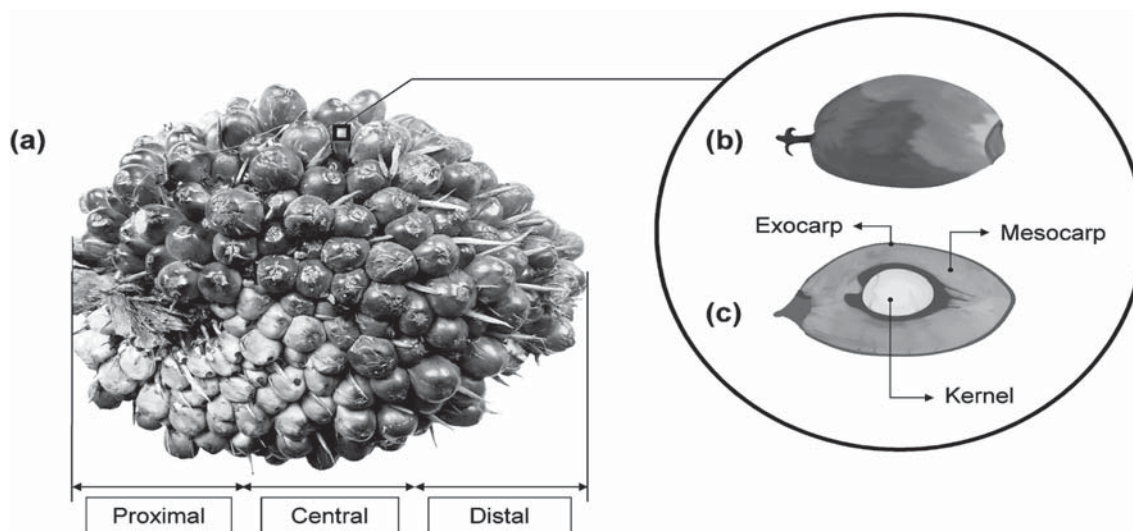 (a)
(b)
Exocarp
Mesocarp
(c)
Kernel
Proximal
Central
Distal